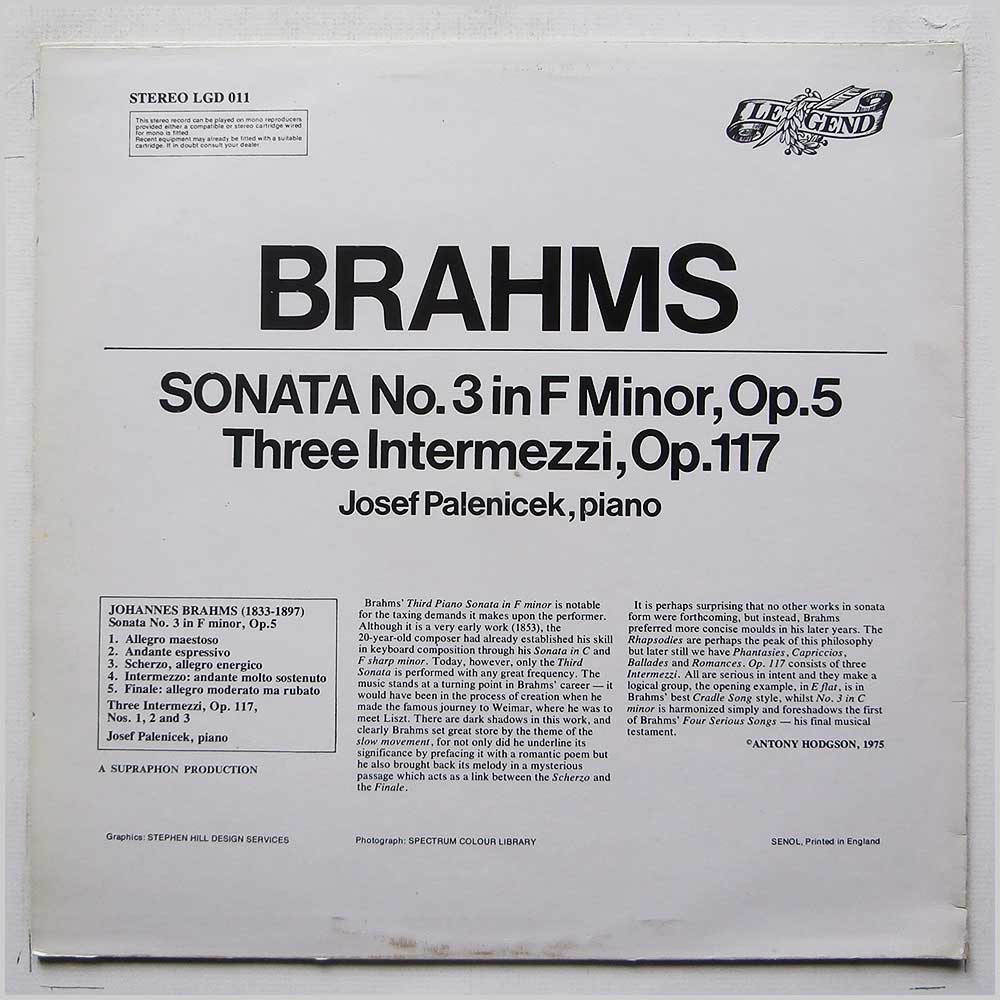 STEREO LGD 011
This stereo record can be played on mono reproducers
provided either a compatible or stereo cartridge wired
for mono is fitted.
Recent equipment may already be fitted with a suitable
cartridge. If in doubt consult your dealer.
LEGEND
BRAHMS
SONATA No. 3 in F Minor, Op.5
Three Intermezzi, Op.117
Josef Palenicek, piano
JOHANNES BRAHMS (1833-1897)
Sonata No. 3 in F minor, Op.5
1. Allegro maestoso
2. Andante espressivo
3. Scherzo, allegro energico
4. Intermezzo: andante molto sostenuto
5. Finale: allegro moderato ma rubato
Three Intermezzi, Op. 117,
Nos. 1, 2 and 3
Josef Palenicek, piano
A SUPRAPHON PRODUCTION
Brahms' Third Piano Sonata in F minor is notable
for the taxing demands it makes upon the performer.
Although it is a very early work (1853), the
20-year-old composer had already established his skill
in keyboard composition through his Sonata in C and
F sharp minor. Today, however, only the Third
Sonata is performed with any great frequency. The
music stands at a turning point in Brahms' career — it
would have been in the process of creation when he
made the famous journey to Weimar, where he was to
meet Liszt. There are dark shadows in this work, and
clearly Brahms set great store by the theme of the
slow movement, for not only did he underline its
significance by prefacing it with a romantic poem but
he also brought back its melody in a mysterious
passage which acts as a link between the Scherzo and
the Finale.
It is perhaps surprising that no other works in sonata
form were forthcoming, but instead, Brahms
preferred more concise moulds in his later years. The
Rhapsodies are perhaps the peak of this philosophy
but later still we have Phantasies, Capriccios,
Ballades and Romances. Op. 117 consists of three
Intermezzi. All are serious in intent and they make a
logical group, the opening example, in E flat, is in
Brahms' best Cradle Song style, whilst No. 3 in C
minor is harmonized simply and foreshadows the first
of Brahms' Four Serious Songs — his final musical
testament.
©ANTONY HODGSON, 1975
Graphics: STEPHEN HILL DESIGN SERVICES
Photograph: SPECTRUM COLOUR LIBRARY
SENOL, Printed in England